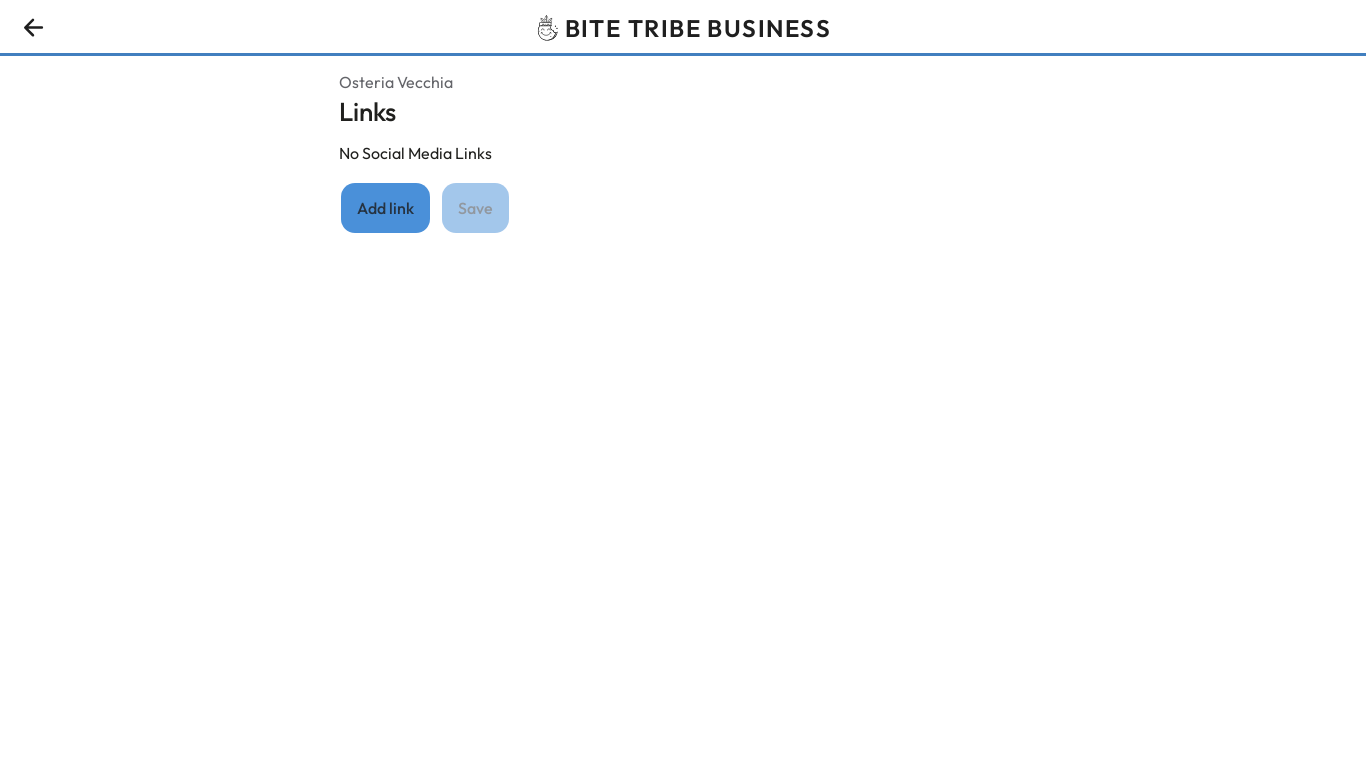 BITE TRIBE BUSINESS
Osteria Vecchia
Links
No Social Media Links
Add link
Save